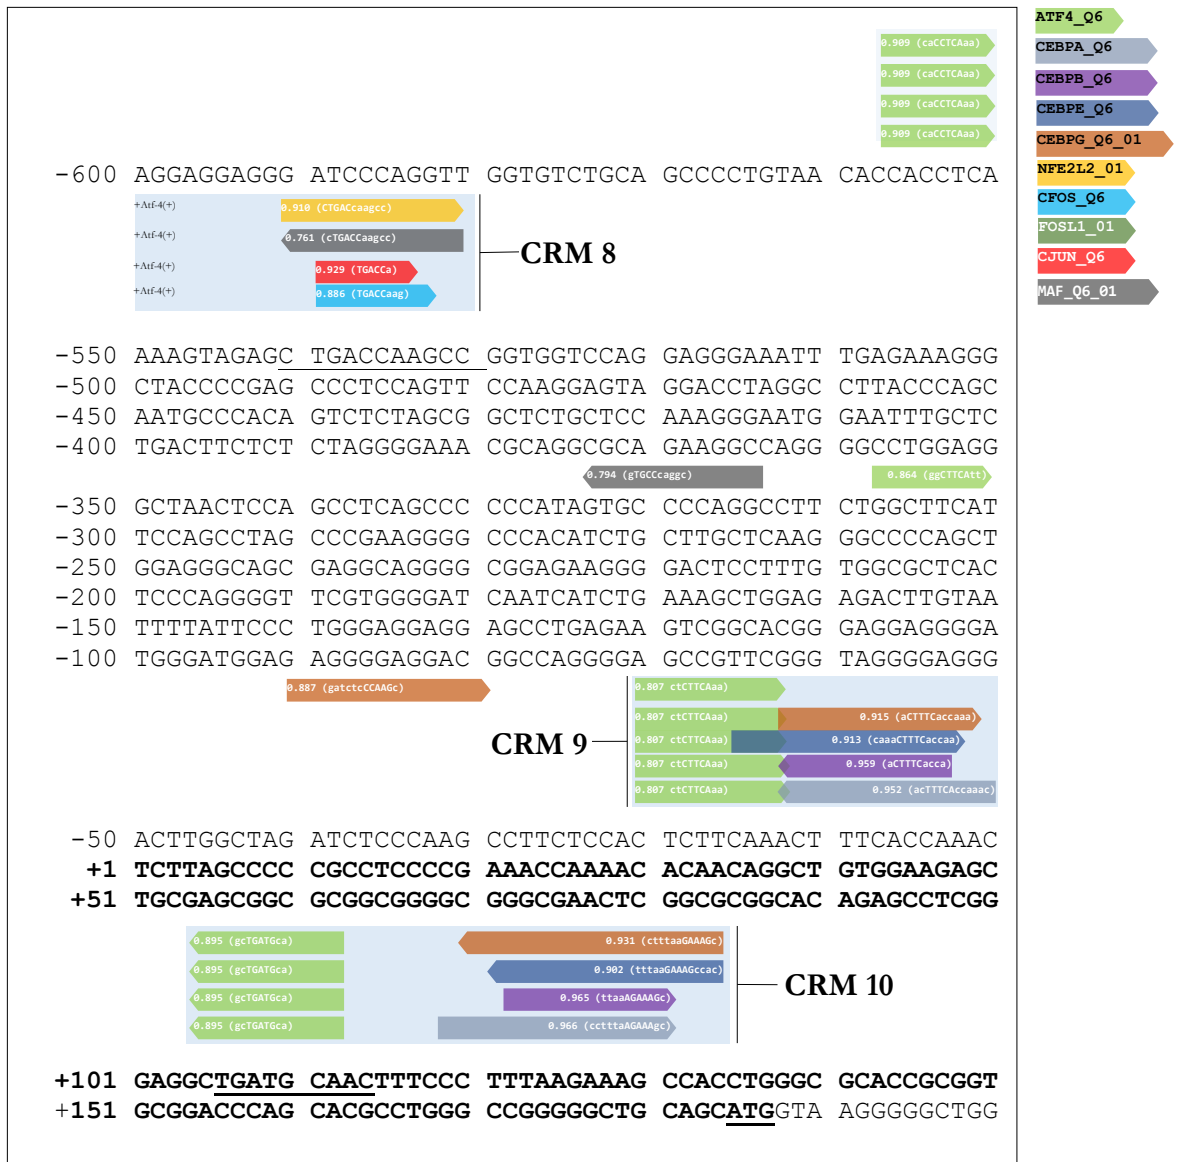 ATF4_Q6
CEBPA_Q6
CEBPB_Q6
CEBPE_Q6
CEBPG_Q6_01
NFE2L2_01
CFOS_Q6
FOSL1_01
CJUN_Q6
MAF_Q6_01
0.909 (caCCTCAaa)
0.909 (caCCTCAaa)
0.909 (caCCTCAaa)
0.909 (caCCTCAaa)
-600 AGGAGGAGGG ATCCCAGGTT GGTGTCTGCA GCCCCTGTAA CACCACCTCA
+Atf-4(+) 0.910 (CTGACcaagcc)
+Atf-4(+) 0.761 (cTGACCaagcc)
CRM 8
+Atf-4(+) 0.929 (TGACCa)
+Atf-4(+) 0.886 (TGACCaag)
-550 AAAGTAGAGC TGACCAAGCC GGTGGTCCAG GAGGGAAATT TGAGAAAGGG
-500 CTACCCCGAG CCCTCCAGTT CCAAGGAGTA GGACCTAGGC CTTACCCAGC
-450 AATGCCCACA GTCTCTAGCG GCTCTGCTCC AAAGGGAATG GAATTTGCTC
-400 TGACTTCTCT CTAGGGGAAA CGCAGGCGCA GAAGGCCAGG GGCCTGGAGG
0.794 (gTGCCcaggc) 0.864 (ggCTTCAtt)
-350 GCTAACTCCA GCCTCAGCCC CCCATAGTGC CCCAGGCCTT CTGGCTTCAT
-300 TCCAGCCTAG CCCGAAGGGG CCCACATCTG CTTGCTCAAG GGCCCCAGCT
-250 GGAGGGCAGC GAGGCAGGGG CGGAGAAGGG GACTCCTTTG TGGCGCTCAC
-200 TCCCAGGGGT TCGTGGGGAT CAATCATCTG AAAGCTGGAG AGACTTGTAA
-150 TTTTATTCCC TGGGAGGAGG AGCCTGAGAA GTCGGCACGG GAGGAGGGGA
-100 TGGGATGGAG AGGGGAGGAC GGCCAGGGGA GCCGTTCGGG TAGGGGAGGG
0.887 (gatctcCCAAGc) 0.807 ctCTTCAaa)
0.807 ctCTTCAaa) 0.915 (aCTTTCaccaaa)
CRM 9
0.807 ctCTTCAaa) 0.913 (caaaCTTTCaccaa)
0.807 ctCTTCAaa) 0.959 (aCTTTCacca)
0.807 ctCTTCAaa) 0.952 (acTTTCAccaaac)
-50 ACTTGGCTAG ATCTCCCAAG CCTTCTCCAC TCTTCAAACT TTCACCAAAC
+1 TCTTAGCCCC CGCCTCCCCG AAACCAAAAC ACAACAGGCT GTGGAAGAGC
+51 TGCGAGCGGC GCGGCGGGGC GGGCGAACTC GGCGCGGCAC AGAGCCTCGG
0.895 (gcTGATGca) 0.931 (ctttaaGAAAGc)
0.895 (gcTGATGca) 0.902 (tttaaGAAAGccac)
CRM 10
0.895 (gcTGATGca) 0.965 (ttaaAGAAAGc)
0.895 (gcTGATGca) 0.966 (cctttaAGAAAgc)
+101 GAGGCTGATG CAACTTTCCC TTTAAGAAAG CCACCTGGGC GCACCGCGGT
+151 GCGGACCCAG CACGCCTGGG CCGGGGGCTG CAGCATGGTAA AGGGGGCTGG